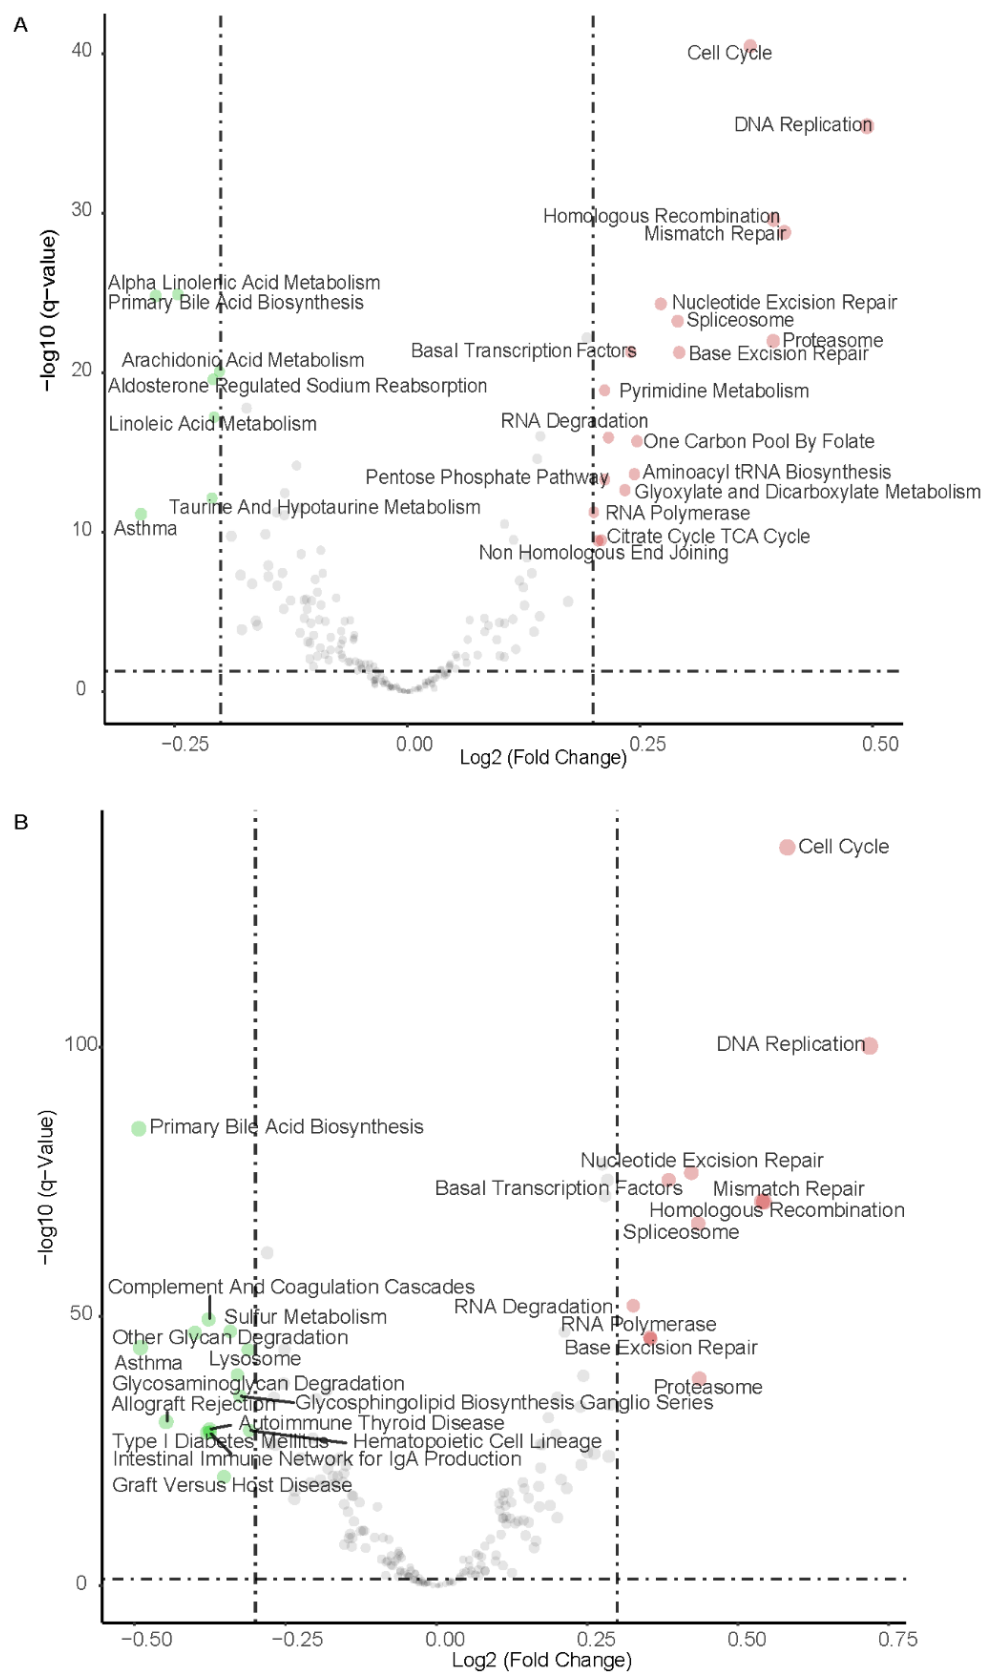 A
40
Cell Cycle
DNA Replication
30
Homologous Recombination
Mismatch Repair
Alpha Linolenic Acid Metabolism
Primary Bile Acid Biosynthesis
Nucleotide Excision Repair
Spliceosome
Proteasome
Basal Transcription Factors
Base Excision Repair
Arachidonic Acid Metabolism
20
Aldosterone Regulated Sodium Reabsorption
Pyrimidine Metabolism
Linoleic Acid Metabolism
RNA Degradation
One Carbon Pool By Folate
Pentose Phosphate Pathway
Aminoacyl tRNA Biosynthesis
Glyoxylate and Dicarboxylate Metabolism
Taurine And Hypotaurine Metabolism
RNA Polymerase
Asthma
10
Citrate Cycle TCA Cycle
Non Homologous End Joining
0
−log10 (q−value)
−0.25
0.00
0.25
0.50
Log2 (Fold Change)
B
Cell Cycle
100
DNA Replication
Primary Bile Acid Biosynthesis
Nucleotide Excision Repair
Basal Transcription Factors
Mismatch Repair
Homologous Recombination
Spliceosome
Complement And Coagulation Cascades
50
RNA Degradation
Sulfur Metabolism
RNA Polymerase
Other Glycan Degradation
Base Excision Repair
Asthma
Lysosome
Glycosaminoglycan Degradation
Proteasome
Allograft Rejection
Glycosphingolipid Biosynthesis Ganglio Series
Autoimmune Thyroid Disease
Type I Diabetes Mellitus
Hematopoietic Cell Lineage
Intestinal Immune Network for IgA Production
Graft Versus Host Disease
0
−log10 (q−Value)
−0.50
−0.25
0.00
0.25
0.50
0.75
Log2 (Fold Change)